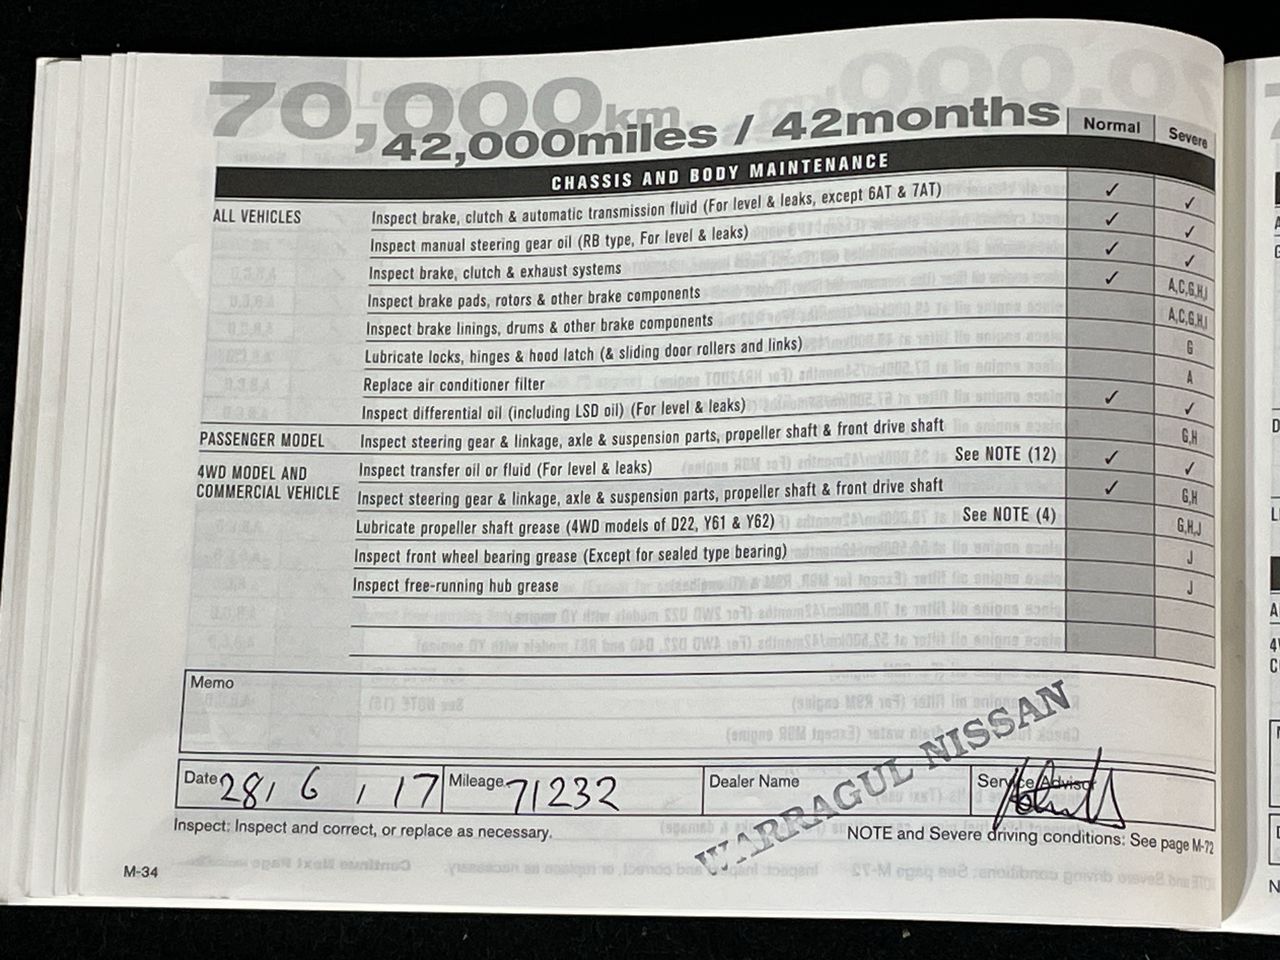 70,000km
42,000miles / 42months Normal Severe
CHASSIS AND BODY MAINTENANCE
ALL VEHICLES Inspect brake, clutch & automatic transmission fluid (For level & leaks, except 6AT & 7AT) ✓ ✓
Inspect manual steering gear oil (RB type, For level & leaks) ✓ ✓
Inspect brake, clutch & exhaust systems ✓ ✓
Inspect brake pads, rotors & other brake components ✓ A,C,G,H,I
Inspect brake linings, drums & other brake components A,C,G,H,I
Lubricate locks, hinges & hood latch (& sliding door rollers and links) G
Replace air conditioner filter A
Inspect differential oil (including LSD oil) (For level & leaks) ✓ ✓
PASSENGER MODEL Inspect steering gear & linkage, axle & suspension parts, propeller shaft & front drive shaft G,H
4WD MODEL AND COMMERCIAL VEHICLE Inspect transfer oil or fluid (For level & leaks) See NOTE (12) ✓ ✓
Inspect steering gear & linkage, axle & suspension parts, propeller shaft & front drive shaft ✓ G,H
Lubricate propeller shaft grease (4WD models of D22, Y61 & Y62) See NOTE (4) G,H,J
Inspect front wheel bearing grease (Except for sealed type bearing) J
Inspect free-running hub grease J
Memo
WARRAGUL NISSAN
Date 28, 6, 17 Mileage 71232 Dealer Name Service Advisor
Inspect: Inspect and correct, or replace as necessary. NOTE and Severe driving conditions: See page M-72
M-34